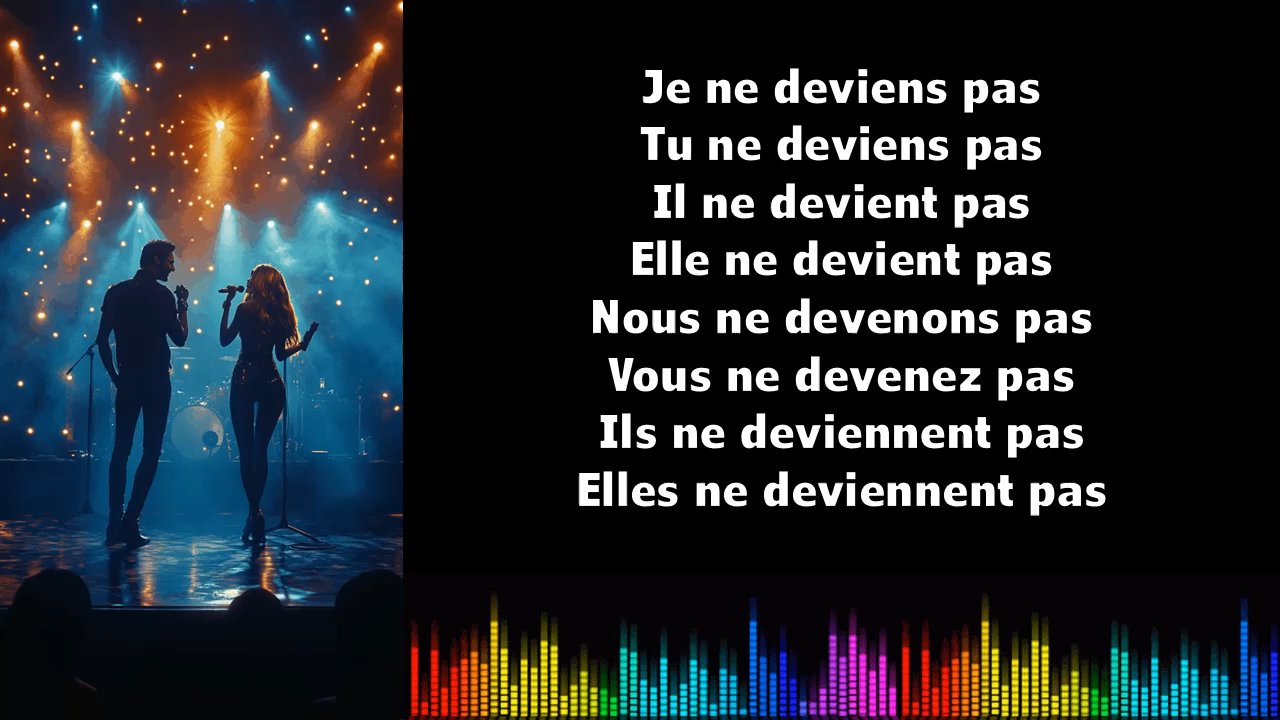 Je ne deviens pas
Tu ne deviens pas
Il ne devient pas
Elle ne devient pas
Nous ne devenons pas
Vous ne devenez pas
Ils ne deviennent pas
Elles ne deviennent pas